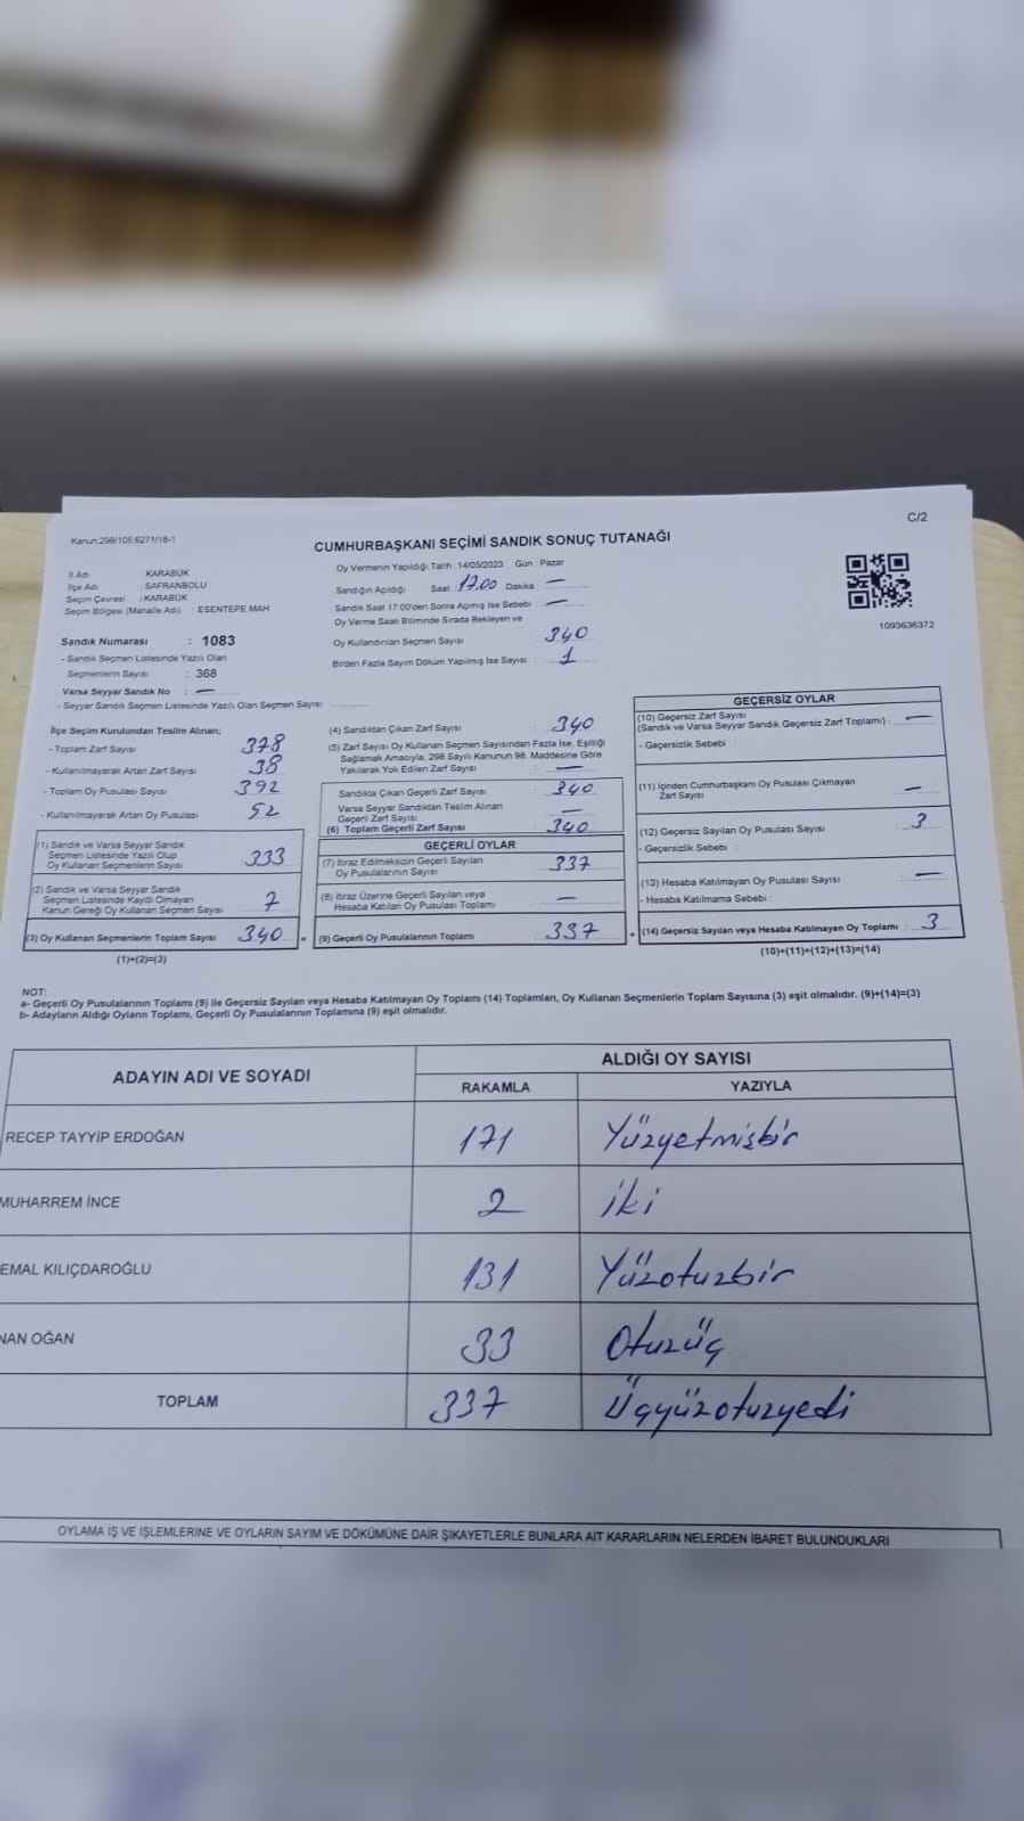 C/2
Kanun:298/105:6271/18-1
CUMHURBAŞKANI SEÇİMİ SANDIK SONUÇ TUTANAĞI
İl Adı : KARABÜK
İlçe Adı : SAFRANBOLU
Seçim Çevresi : KARABÜK
Seçim Bölgesi (Mahalle Adı) : ESENTEPE MAH
Sandık Numarası : 1083
- Sandık Seçmen Listesinde Yazılı Olan
Seçmenlerin Sayısı : 368
Varsa Seyyar Sandık No : —
- Seyyar Sandık Seçmen Listesinde Yazılı Olan Seçmen Sayısı
Oy Vermenin Yapıldığı Tarih : 14/05/2023 Gün : Pazar
Sandığın Açıldığı Saat 17.00 Dakika —
Sandık Saat 17:00'den Sonra Açılmış İse Sebebi : —
Oy Verme Saati Bitiminde Sırada Bekleyen ve
Oy Kullandırılan Seçmen Sayısı 340
Birden Fazla Sayım Döküm Yapılmış İse Sayısı : 1
1093636372
İlçe Seçim Kurulundan Teslim Alınan;
- Toplam Zarf Sayısı 378
- Kullanılmayarak Artan Zarf Sayısı 38
- Toplam Oy Pusulası Sayısı 392
- Kullanılmayarak Artan Oy Pusulası 52
(1) Sandık ve Varsa Seyyar Sandık
Seçmen Listesinde Yazılı Olup
Oy Kullanan Seçmenlerin Sayısı 333
(2) Sandık ve Varsa Seyyar Sandık
Seçmen Listesinde Kaydı Olmayan
Kanun Gereği Oy Kullanan Seçmen Sayısı 7
(3) Oy Kullanan Seçmenlerin Toplam Sayısı 340 =
(1)+(2)=(3)
(4) Sandıktan Çıkan Zarf Sayısı 340
(5) Zarf Sayısı Oy Kullanan Seçmen Sayısından Fazla İse, Eşitliği
Sağlamak Amacıyla, 298 Sayılı Kanunun 98. Maddesine Göre
Yakılarak Yok Edilen Zarf Sayısı : —
Sandıkta Çıkan Geçerli Zarf Sayısı 340
Varsa Seyyar Sandıktan Teslim Alınan
Geçerli Zarf Sayısı —
(6) Toplam Geçerli Zarf Sayısı 340
GEÇERLİ OYLAR
(7) İtiraz Edilmeksizin Geçerli Sayılan
Oy Pusulalarının Sayısı 337
(8) İtiraz Üzerine Geçerli Sayılan veya
Hesaba Katılan Oy Pusulası Toplamı —
(9) Geçerli Oy Pusulalarının Toplamı 337 +
GEÇERSİZ OYLAR
(10) Geçersiz Zarf Sayısı
(Sandık ve Varsa Seyyar Sandık Geçersiz Zarf Toplamı) : —
- Geçersizlik Sebebi :
(11) İçinden Cumhurbaşkanı Oy Pusulası Çıkmayan
Zarf Sayısı —
(12) Geçersiz Sayılan Oy Pusulası Sayısı 3
- Geçersizlik Sebebi :
(13) Hesaba Katılmayan Oy Pusulası Sayısı —
- Hesaba Katılmama Sebebi :
(14) Geçersiz Sayılan veya Hesaba Katılmayan Oy Toplamı : 3
(10)+(11)+(12)+(13)=(14)
NOT:
a- Geçerli Oy Pusulalarının Toplamı (9) ile Geçersiz Sayılan veya Hesaba Katılmayan Oy Toplamı (14) Toplamları, Oy Kullanan Seçmenlerin Toplam Sayısına (3) eşit olmalıdır. (9)+(14)=(3)
b- Adayların Aldığı Oyların Toplamı, Geçerli Oy Pusulalarının Toplamına (9) eşit olmalıdır.
ADAYIN ADI VE SOYADI
ALDIĞI OY SAYISI
RAKAMLA YAZIYLA
RECEP TAYYİP ERDOĞAN 171 Yüzyetmişbir
MUHARREM İNCE 2 iki
EMAL KILIÇDAROĞLU 131 Yüzotuzbir
NAN OĞAN 33 Otuzüç
TOPLAM 337 Üçyüzotuzyedi
OYLAMA İŞ VE İŞLEMLERİNE VE OYLARIN SAYIM VE DÖKÜMÜNE DAİR ŞİKAYETLERLE BUNLARA AİT KARARLARIN NELERDEN İBARET BULUNDUKLARI